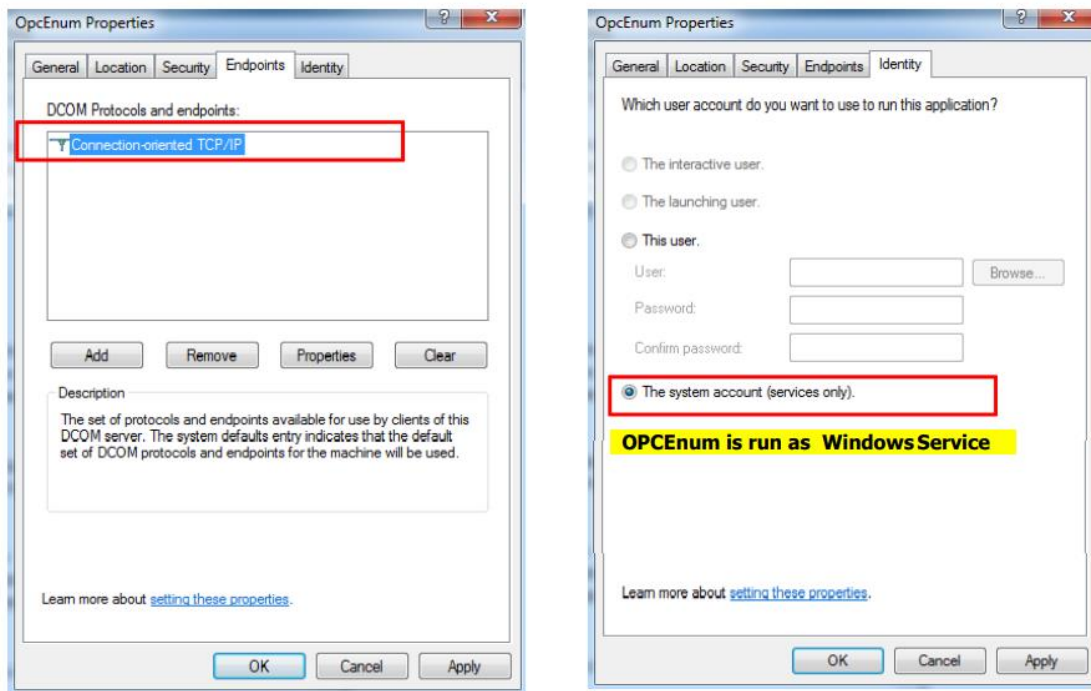 OpcEnum Properties
General Location Security Endpoints Identity
DCOM Protocols and endpoints:
Connection-oriented TCP/IP
Add Remove Properties Clear
Description
The set of protocols and endpoints available for use by clients of this
DCOM server. The system defaults entry indicates that the default
set of DCOM protocols and endpoints for the machine will be used.
Learn more about setting these properties.
OK Cancel Apply
OpcEnum Properties
General Location Security Endpoints Identity
Which user account do you want to use to run this application?
The interactive user.
The launching user.
This user.
User: Browse...
Password:
Confirm password:
The system account (services only).
OPCEnum is run as Windows Service
Learn more about setting these properties.
OK Cancel Apply